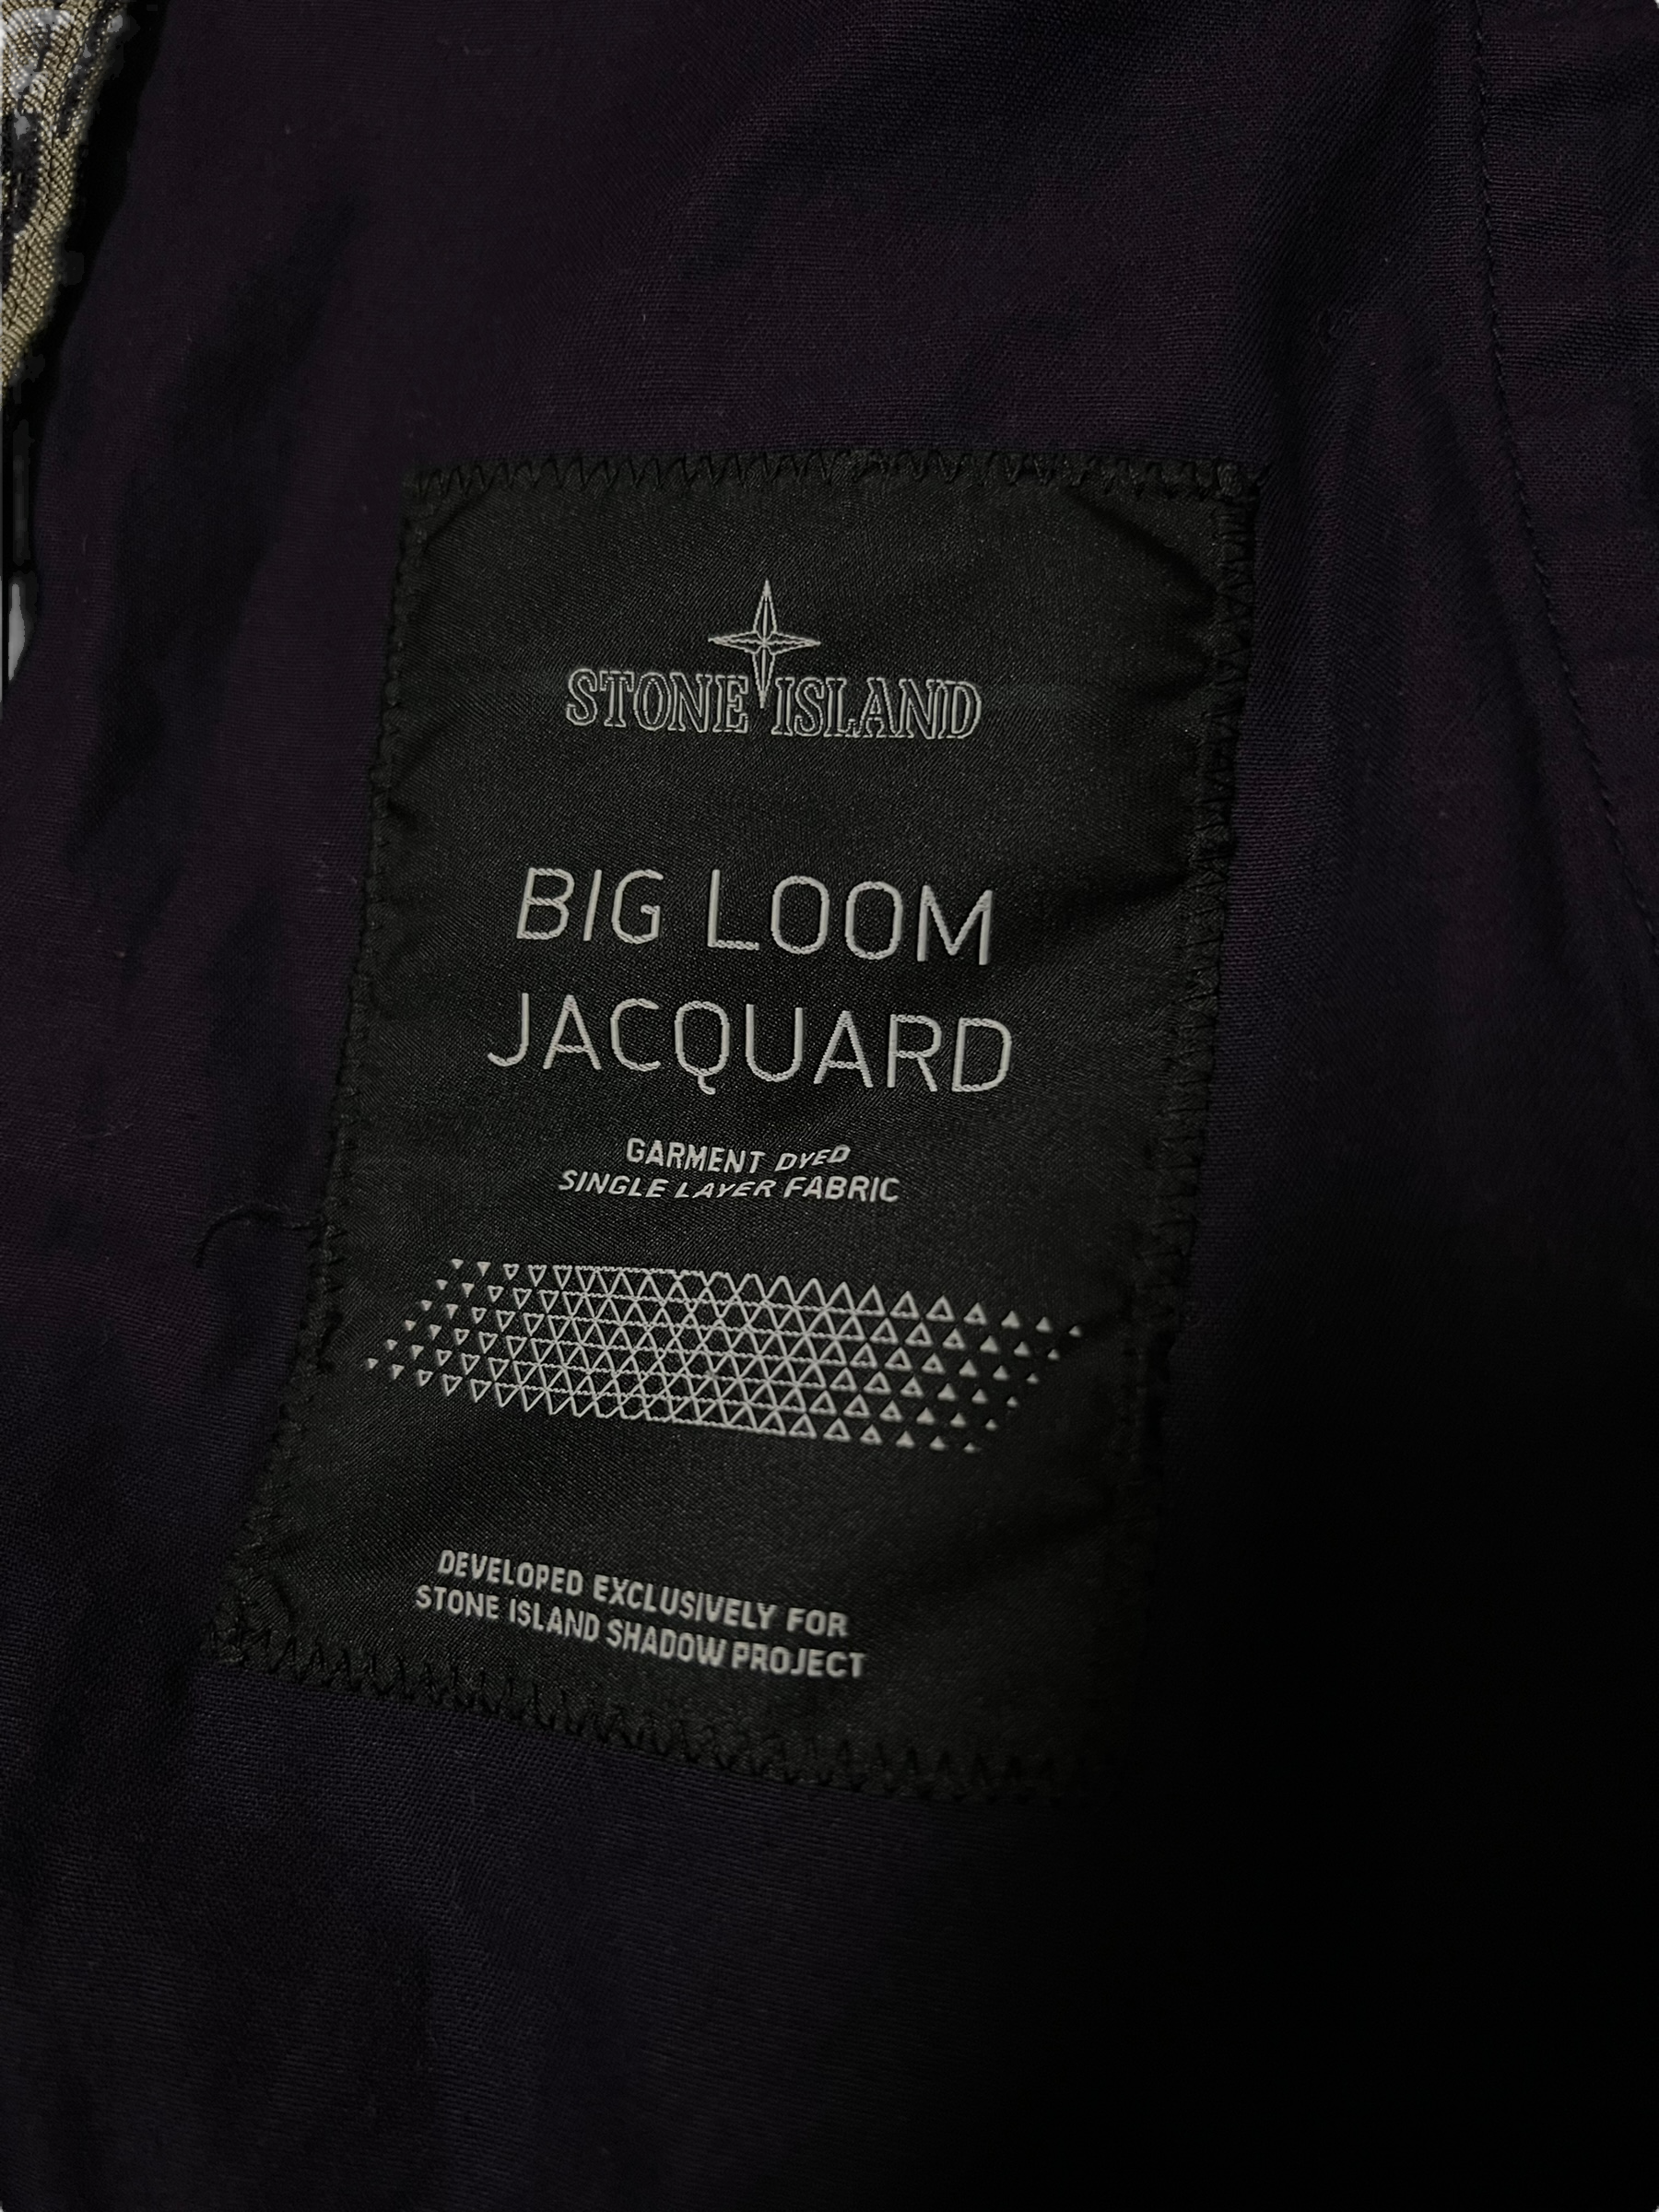 STONE ISLAND
BIG LOOM
JACQUARD
GARMENT DYED
SINGLE LAYER FABRIC
DEVELOPED EXCLUSIVELY FOR
STONE ISLAND SHADOW PROJECT